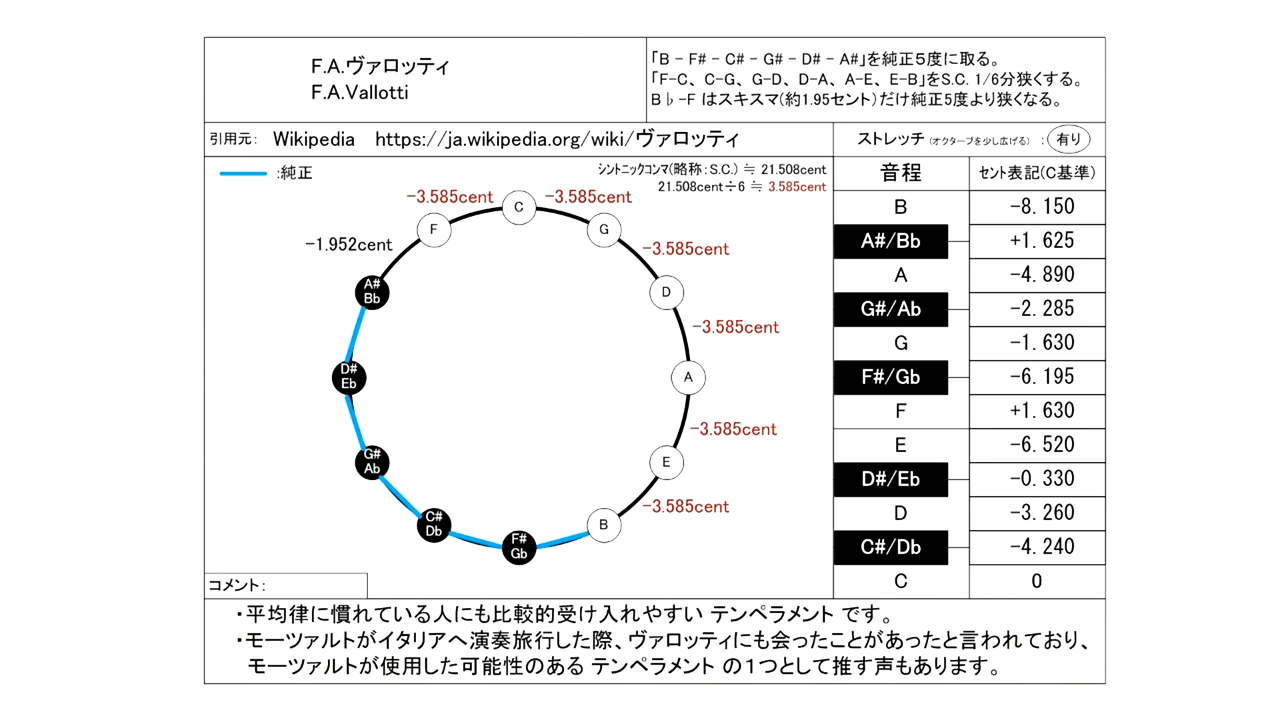 F.A.ヴァロッティ
F.A.Vallotti
「B - F# - C# - G# - D# - A#」を純正5度に取る。
「F-C、C-G、G-D、D-A、A-E、E-B」をS.C. 1/6分狭くする。
B♭-F はスキスマ(約1.95セント)だけ純正5度より狭くなる。
引用元: Wikipedia https://ja.wikipedia.org/wiki/ヴァロッティ
ストレッチ (オクターブを少し広げる) : 有り
:純正
シントニックコンマ(略称:S.C.) ≒ 21.508cent
21.508cent÷6 ≒ 3.585cent
-3.585cent
C
-3.585cent
F
G
-1.952cent
-3.585cent
A#
Bb
D
-3.585cent
D#
Eb
A
-3.585cent
G#
Ab
E
-3.585cent
C#
Db
B
F#
Gb
音程 セント表記(C基準)
B -8.150
A#/Bb +1.625
A -4.890
G#/Ab -2.285
G -1.630
F#/Gb -6.195
F +1.630
E -6.520
D#/Eb -0.330
D -3.260
C#/Db -4.240
C 0
コメント:
・平均律に慣れている人にも比較的受け入れやすい テンペラメント です。
・モーツァルトがイタリアへ演奏旅行した際、ヴァロッティにも会ったことがあったと言われており、
モーツァルトが使用した可能性のある テンペラメント の1つとして推す声もあります。